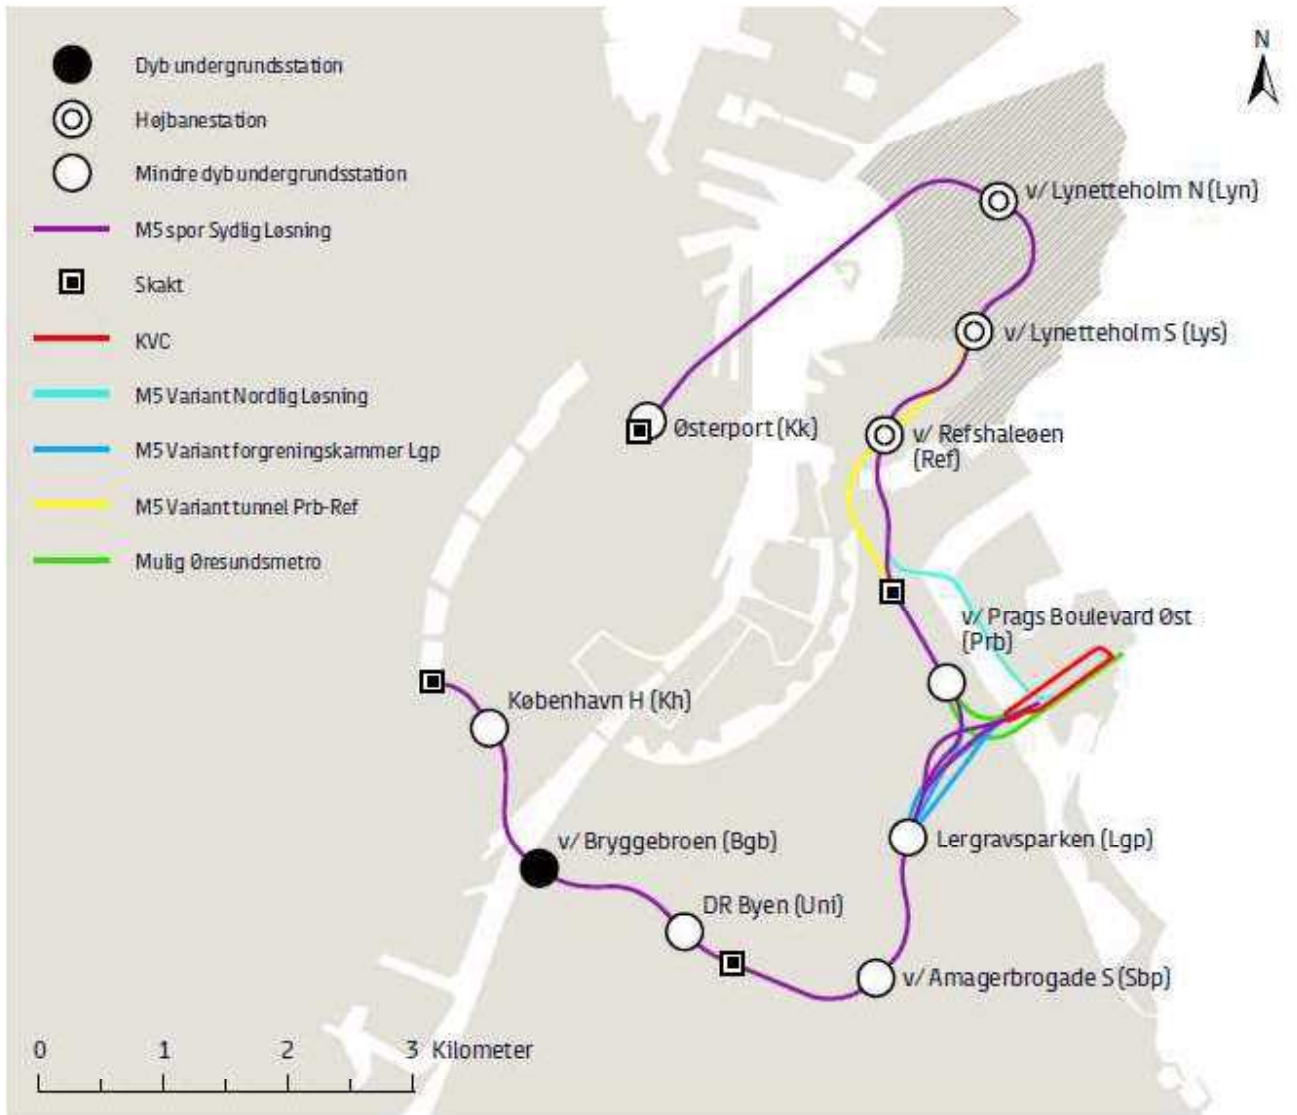 Dyb undergrundsstation
Højbanestation
Mindre dyb undergrundsstation
M5 spor Sydlig Løsning
Skakt
KVC
M5 Variant Nordlig Løsning
M5 Variant forgreningskammer Lgp
M5 Variant tunnel Prb-Ref
Mulig Øresundsmetro
N
v/ Lynetteholm N (Lyn)
v/ Lynetteholm S (Lys)
Østerport (Kk)
v/ Refshaleøen
(Ref)
v/ Prags Boulevard Øst
(Prb)
København H (Kh)
v/ Bryggebroen (Bgb)
Lergravsparken (Lgp)
DR Byen (Uni)
v/ Amagerbrogade S (Sbp)
0 1 2 3 Kilometer